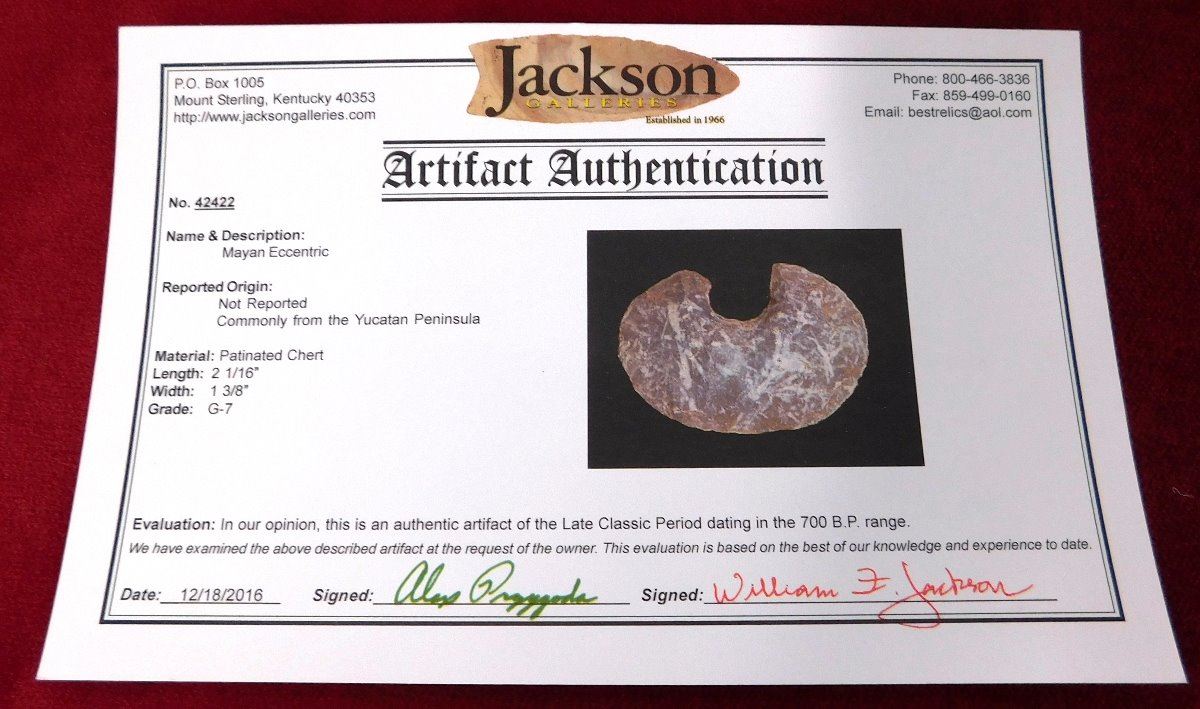 P.O. Box 1005
Mount Sterling, Kentucky 40353
http://www.jacksongalleries.com
Jackson
GALLERIES
Established in 1966
Phone: 800-466-3836
Fax: 859-499-0160
Email: bestrelics@aol.com
Artifact Authentication
No. 42422
Name & Description:
Mayan Eccentric
Reported Origin:
Not Reported
Commonly from the Yucatan Peninsula
Material: Patinated Chert
Length: 2 1/16"
Width: 1 3/8"
Grade: G-7
Evaluation: In our opinion, this is an authentic artifact of the Late Classic Period dating in the 700 B.P. range.
We have examined the above described artifact at the request of the owner. This evaluation is based on the best of our knowledge and experience to date.
Date: 12/18/2016 Signed: Alex Signed: William F. Jackson